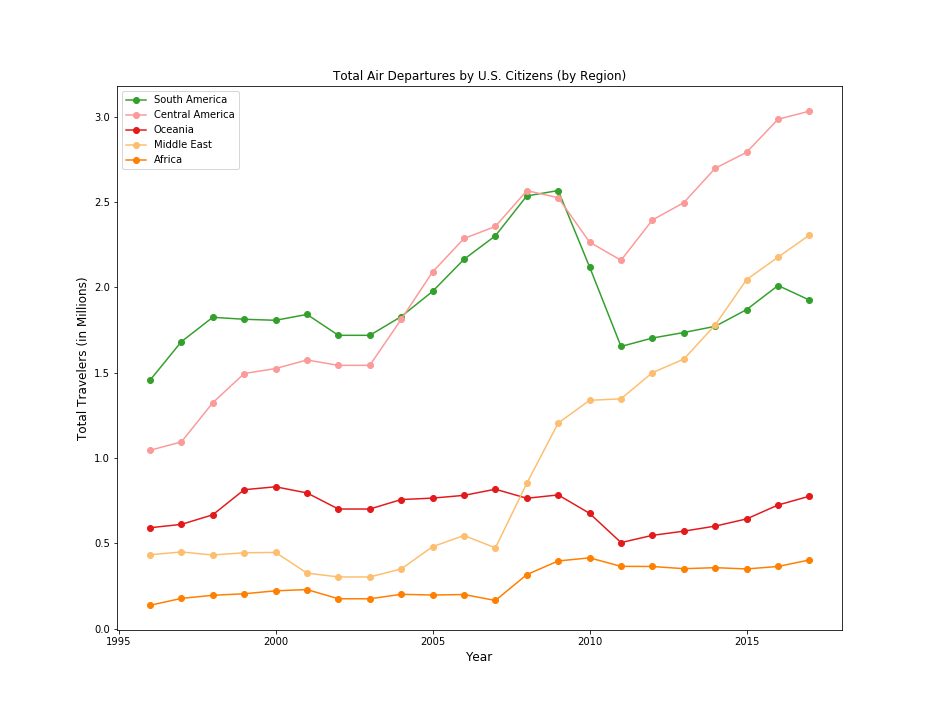 Total Air Departures by U.S. Citizens (by Region)
South America
Central America
Oceania
Middle East
Africa
3.0
2.5
2.0
1.5
1.0
0.5
0.0
Total Travelers (in Millions)
1995
2000
2005
2010
2015
Year